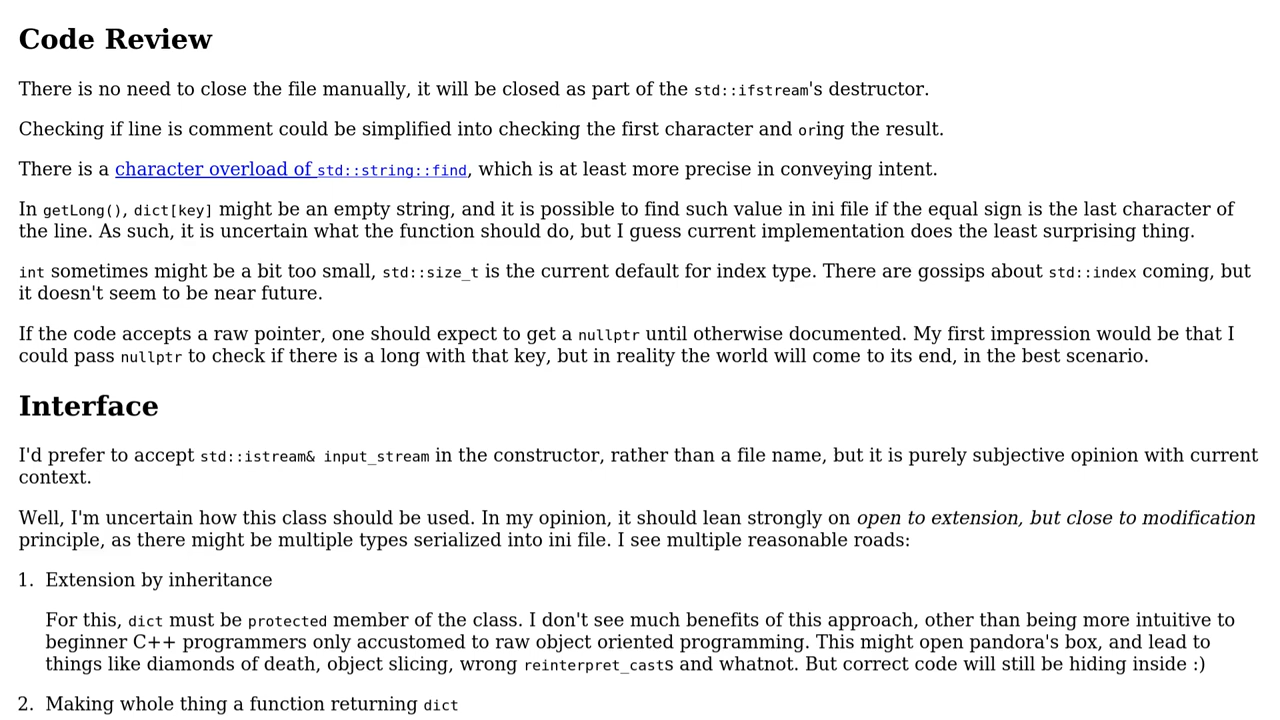 Code Review
There is no need to close the file manually, it will be closed as part of the std::ifstream's destructor.
Checking if line is comment could be simplified into checking the first character and oring the result.
There is a character overload of std::string::find, which is at least more precise in conveying intent.
In getLong(), dict[key] might be an empty string, and it is possible to find such value in ini file if the equal sign is the last character of
the line. As such, it is uncertain what the function should do, but I guess current implementation does the least surprising thing.
int sometimes might be a bit too small, std::size_t is the current default for index type. There are gossips about std::index coming, but
it doesn't seem to be near future.
If the code accepts a raw pointer, one should expect to get a nullptr until otherwise documented. My first impression would be that I
could pass nullptr to check if there is a long with that key, but in reality the world will come to its end, in the best scenario.
Interface
I'd prefer to accept std::istream& input_stream in the constructor, rather than a file name, but it is purely subjective opinion with current
context.
Well, I'm uncertain how this class should be used. In my opinion, it should lean strongly on open to extension, but close to modification
principle, as there might be multiple types serialized into ini file. I see multiple reasonable roads:
1. Extension by inheritance
For this, dict must be protected member of the class. I don't see much benefits of this approach, other than being more intuitive to
beginner C++ programmers only accustomed to raw object oriented programming. This might open pandora's box, and lead to
things like diamonds of death, object slicing, wrong reinterpret_casts and whatnot. But correct code will still be hiding inside :)
2. Making whole thing a function returning dict